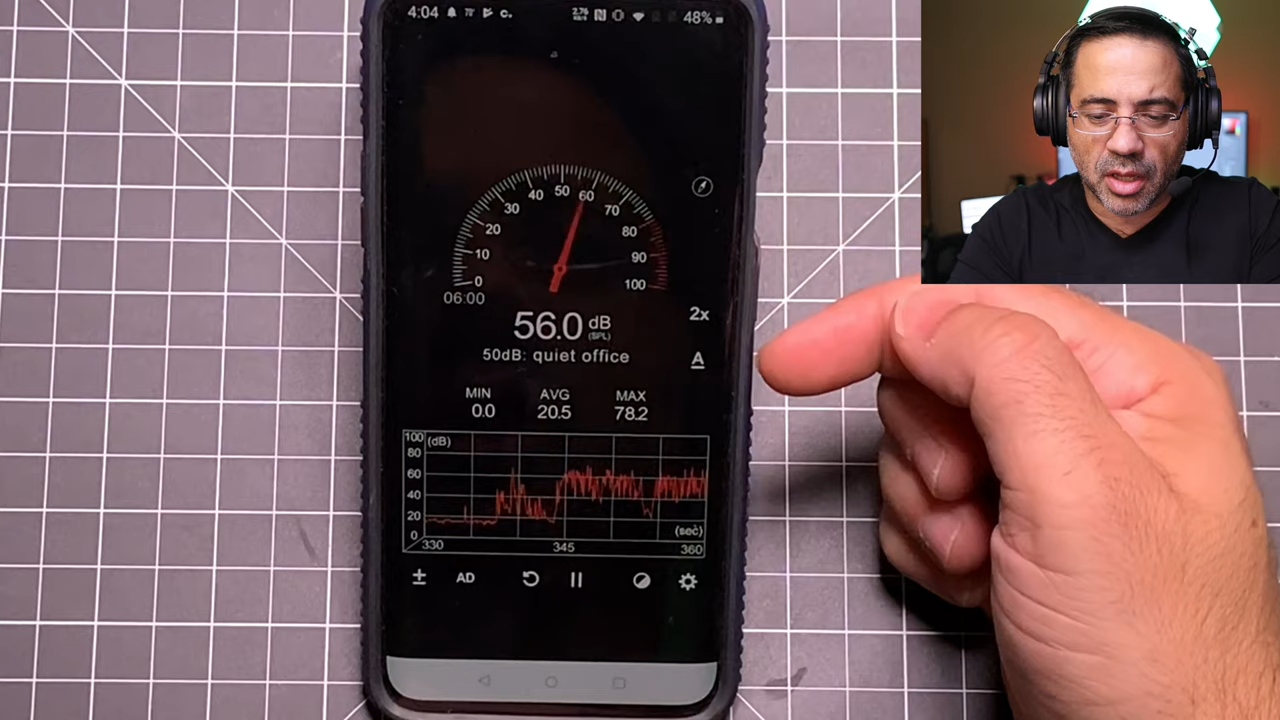 4:04 48%
40 50 60
30 70
20 80
10 90
0 100
06:00
56.0 dB
(SPL)
2x
50dB: quiet office
A
MIN AVG MAX
0.0 20.5 78.2
100 (dB)
80
60
40
20
0 (sec)
330 345 360
± AD